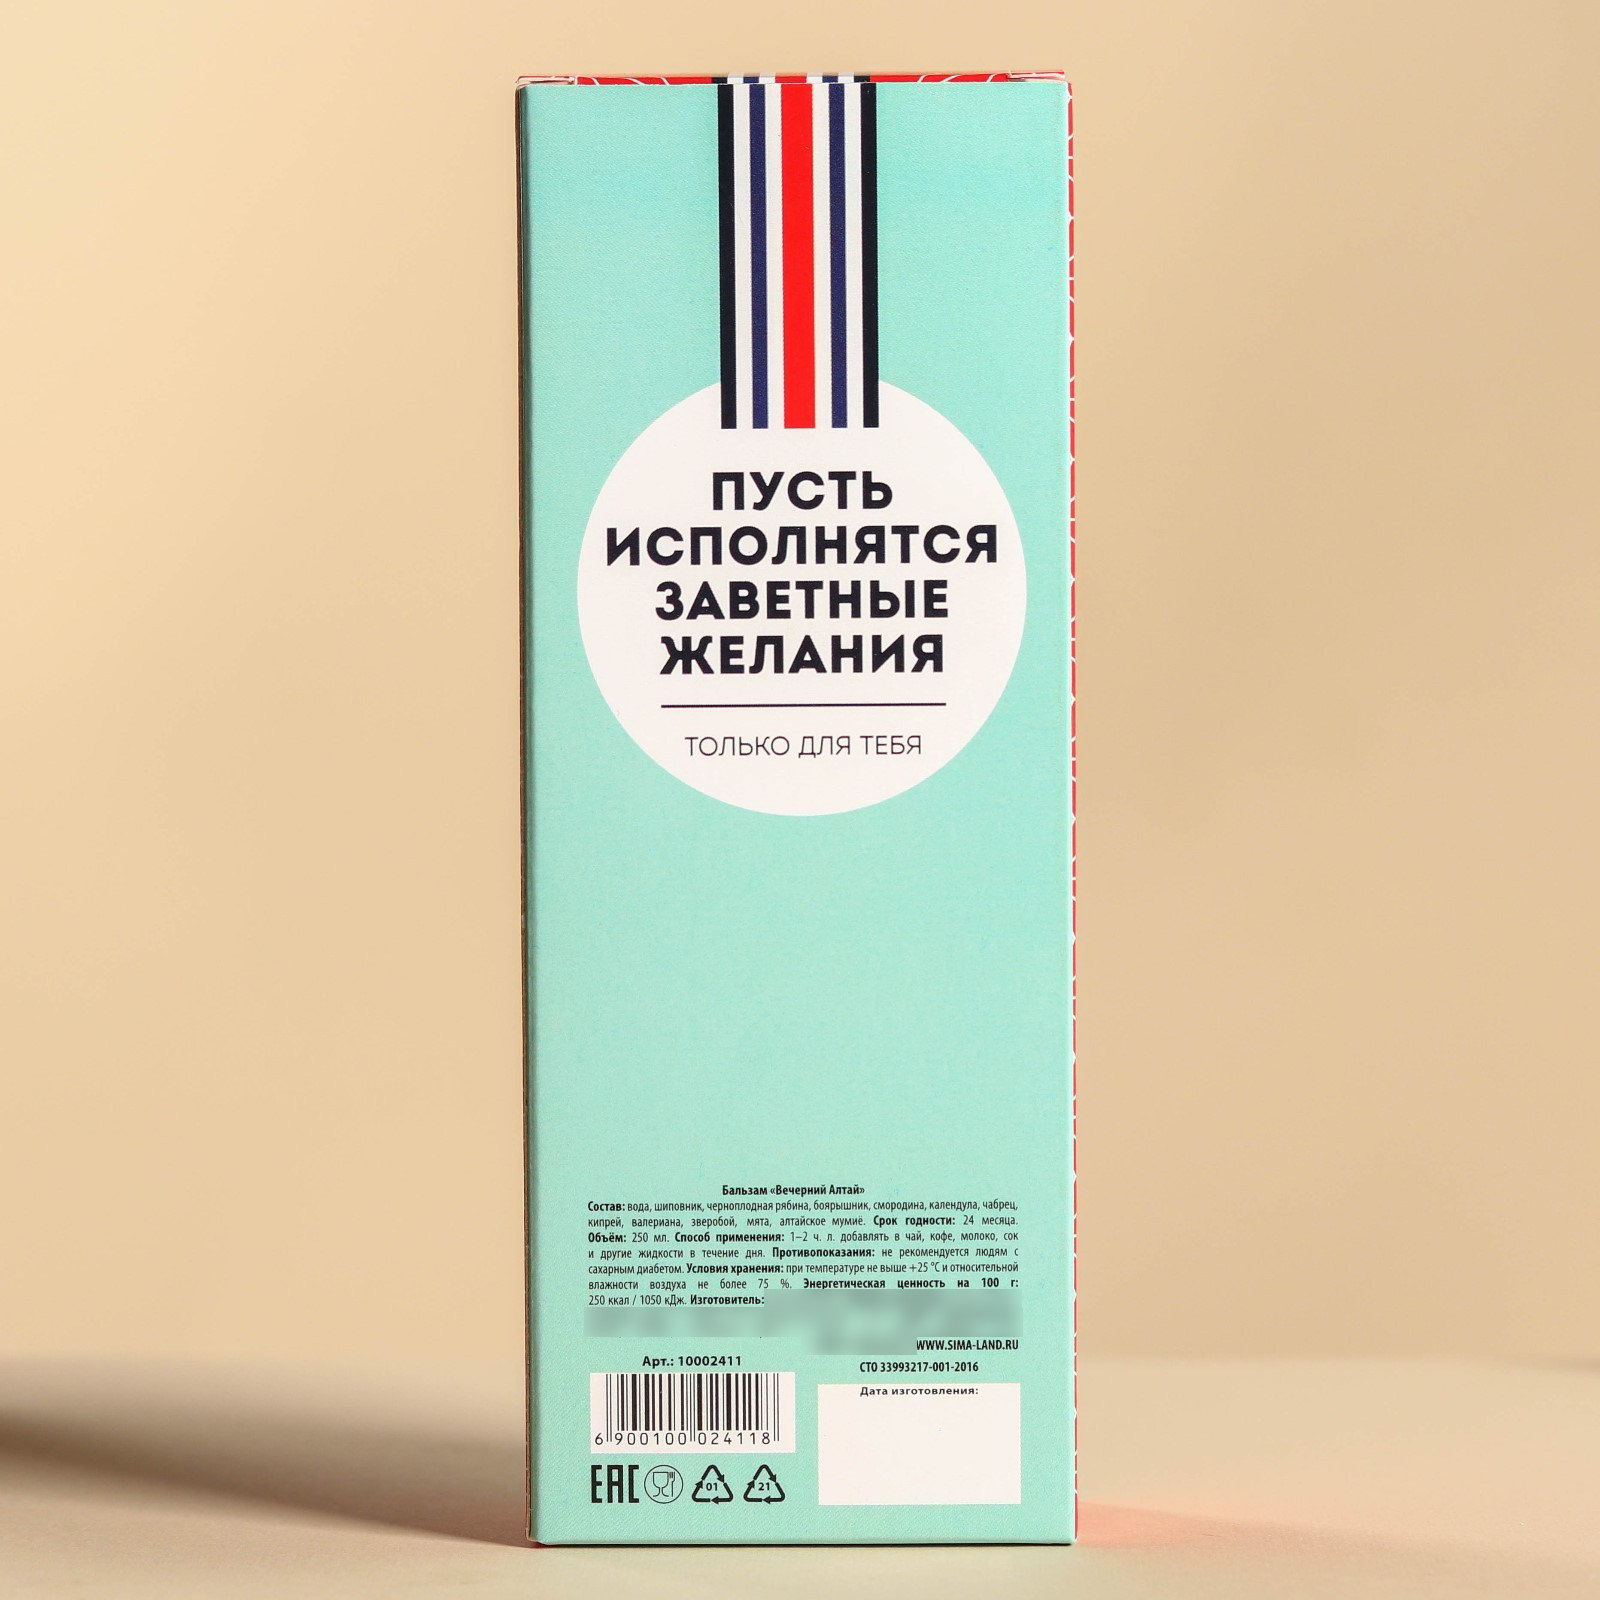 ПУСТЬ
ИСПОЛНЯТСЯ
ЗАВЕТНЫЕ
ЖЕЛАНИЯ
ТОЛЬКО ДЛЯ ТЕБЯ
Бальзам «Вечерний Алтай»
Состав: вода, шиповник, черноплодная рябина, боярышник, смородина, календула, чабрец,
кипрей, валериана, зверобой, мята, алтайское мумиё. Срок годности: 24 месяца.
Объём: 250 мл. Способ применения: 1–2 ч. л. добавлять в чай, кофе, молоко, сок
и другие жидкости в течение дня. Противопоказания: не рекомендуется людям с
сахарным диабетом. Условия хранения: при температуре не выше +25 °С и относительной
влажности воздуха не более 75 %. Энергетическая ценность на 100 г:
250 ккал / 1050 кДж. Изготовитель:
WWW.SIMA-LAND.RU
Арт.: 10002411
СТО 33993217-001-2016
Дата изготовления:
6 900100 024118
EAC
01
21